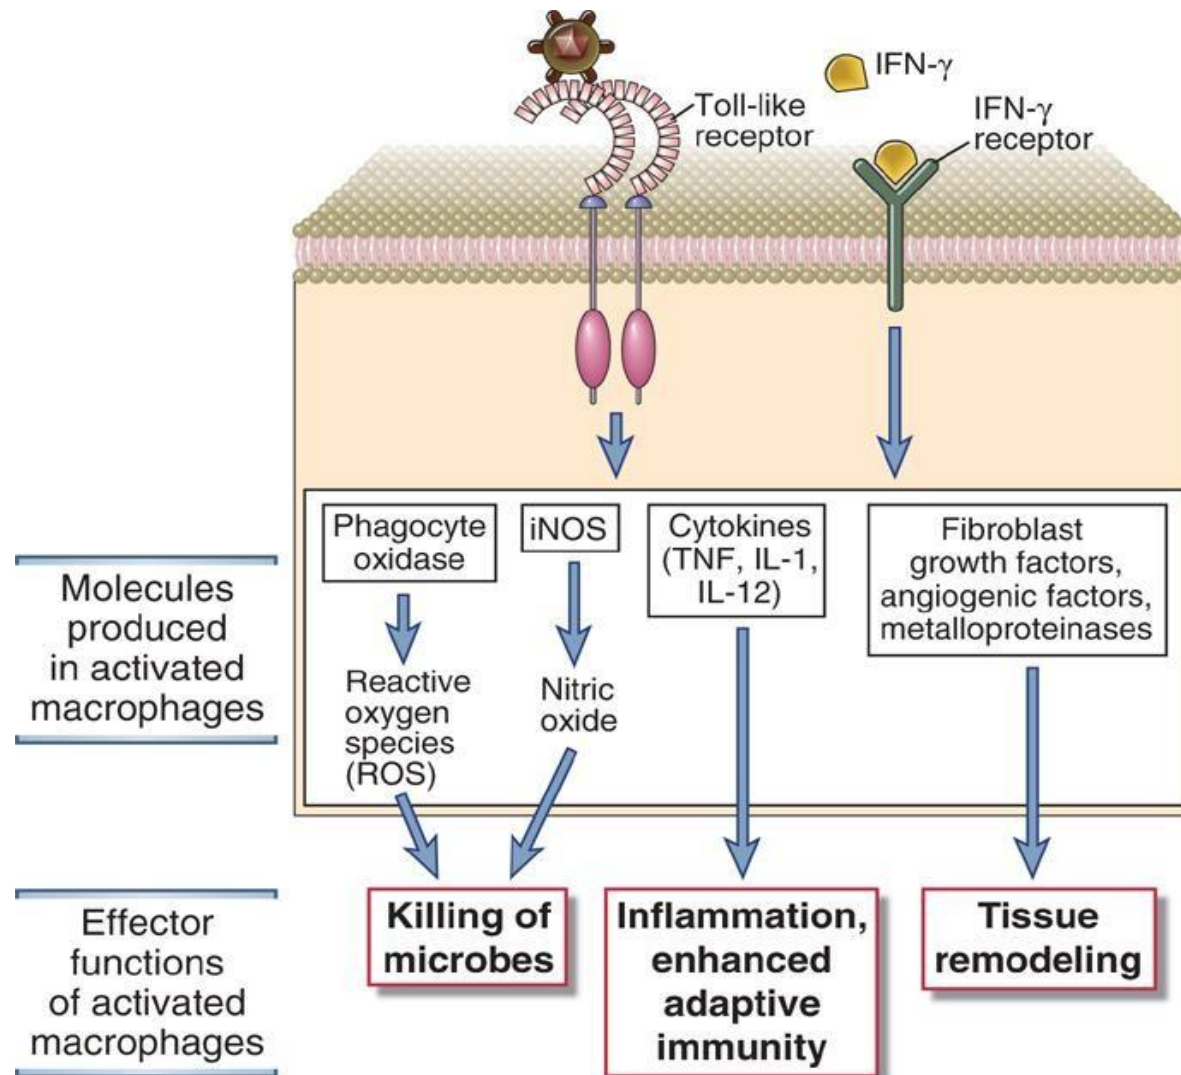 IFN-γ
Toll-like
receptor
IFN-γ
receptor
Molecules
produced
in activated
macrophages
Phagocyte
oxidase
iNOS
Cytokines
(TNF, IL-1,
IL-12)
Fibroblast
growth factors,
angiogenic factors,
metalloproteinases
Reactive
oxygen
species
(ROS)
Nitric
oxide
Effector
functions
of activated
macrophages
Killing of
microbes
Inflammation,
enhanced
adaptive
immunity
Tissue
remodeling